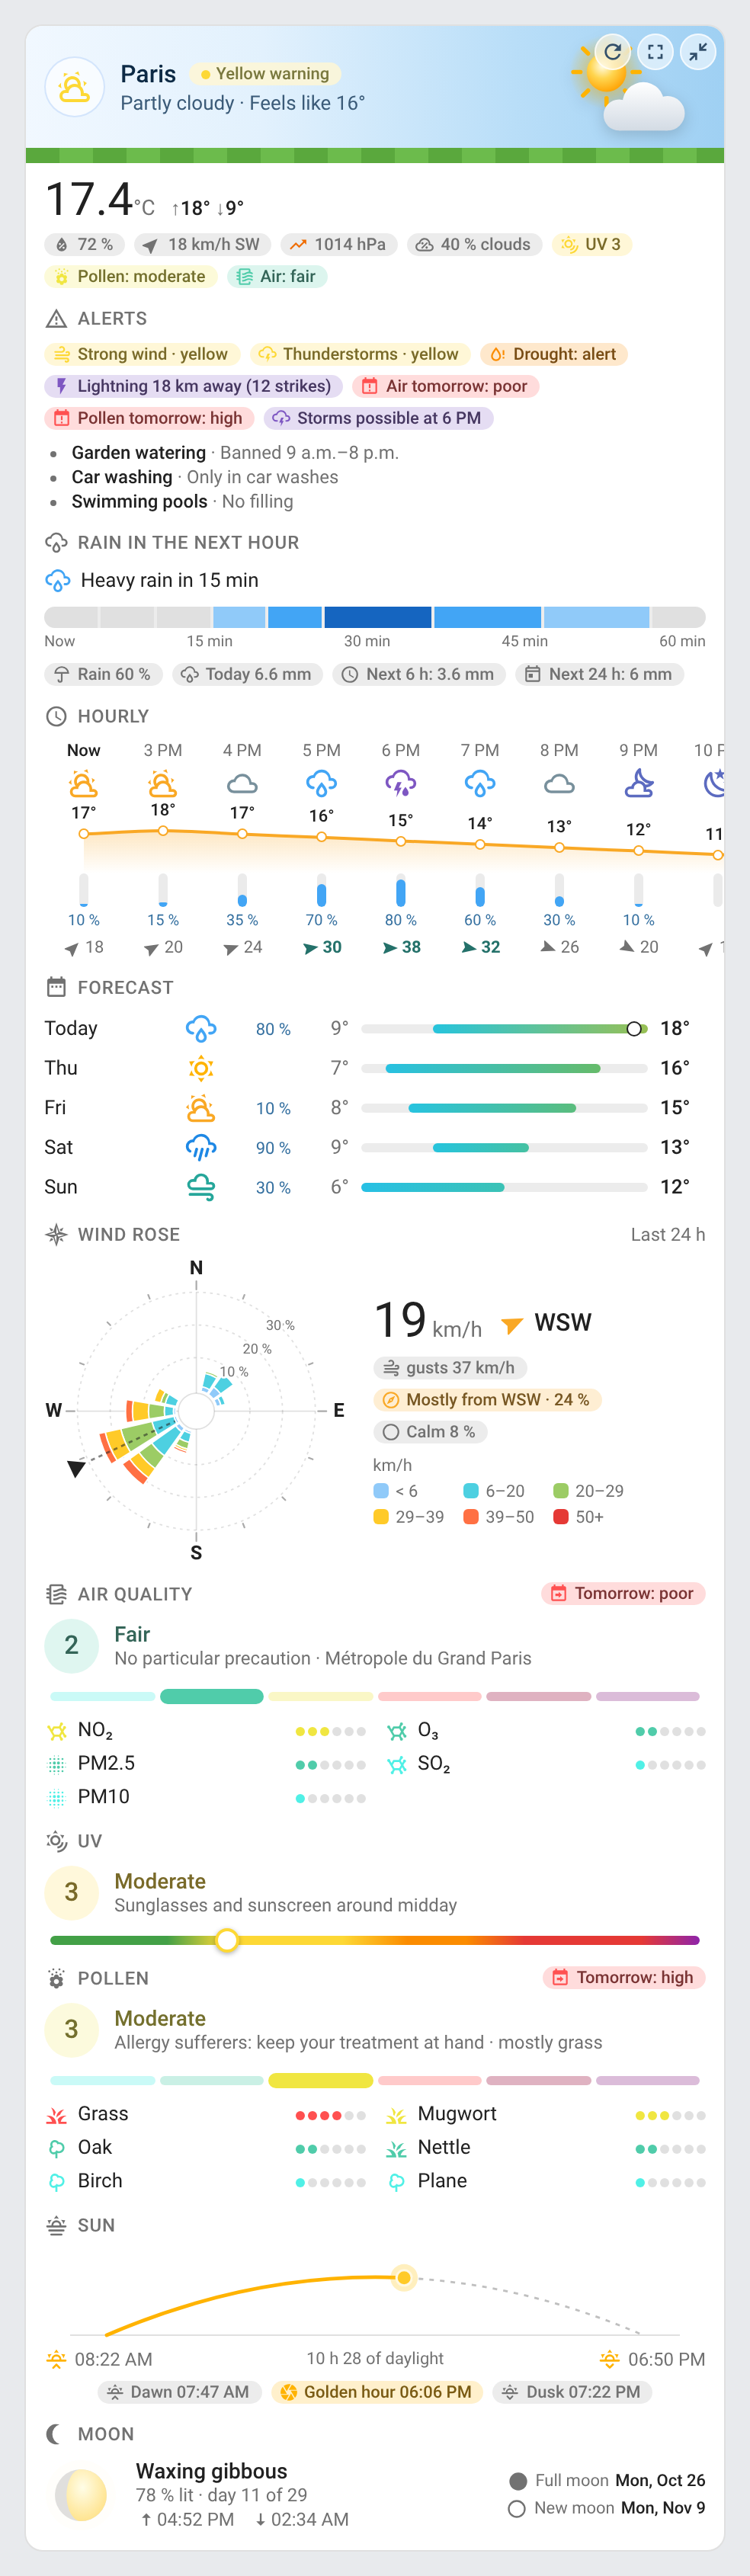 Paris Yellow warning
Partly cloudy · Feels like 16°
17.4°C ↑18° ↓9°
72 % 18 km/h SW 1014 hPa 40 % clouds UV 3
Pollen: moderate Air: fair
ALERTS
Strong wind · yellow Thunderstorms · yellow Drought: alert
Lightning 18 km away (12 strikes) Air tomorrow: poor
Pollen tomorrow: high Storms possible at 6 PM
• Garden watering · Banned 9 a.m.–8 p.m.
• Car washing · Only in car washes
• Swimming pools · No filling
RAIN IN THE NEXT HOUR
Heavy rain in 15 min
Now 15 min 30 min 45 min 60 min
Rain 60 % Today 6.6 mm Next 6 h: 3.6 mm Next 24 h: 6 mm
HOURLY
Now 3 PM 4 PM 5 PM 6 PM 7 PM 8 PM 9 PM 10 P
17° 18° 17° 16° 15° 14° 13° 12° 11
10 % 15 % 35 % 70 % 80 % 60 % 30 % 10 %
18 20 24 30 38 32 26 20
FORECAST
Today 80 % 9° 18°
Thu 7° 16°
Fri 10 % 8° 15°
Sat 90 % 9° 13°
Sun 30 % 6° 12°
WIND ROSE Last 24 h
N
30 %
20 %
10 %
W E
S
19 km/h WSW
gusts 37 km/h
Mostly from WSW · 24 %
Calm 8 %
km/h
< 6 6–20 20–29
29–39 39–50 50+
AIR QUALITY Tomorrow: poor
2 Fair
No particular precaution · Métropole du Grand Paris
NO₂ O₃
PM2.5 SO₂
PM10
UV
3 Moderate
Sunglasses and sunscreen around midday
POLLEN Tomorrow: high
3 Moderate
Allergy sufferers: keep your treatment at hand · mostly grass
Grass Mugwort
Oak Nettle
Birch Plane
SUN
08:22 AM 10 h 28 of daylight 06:50 PM
Dawn 07:47 AM Golden hour 06:06 PM Dusk 07:22 PM
MOON
Waxing gibbous
78 % lit · day 11 of 29
↑ 04:52 PM ↓ 02:34 AM
Full moon Mon, Oct 26
New moon Mon, Nov 9